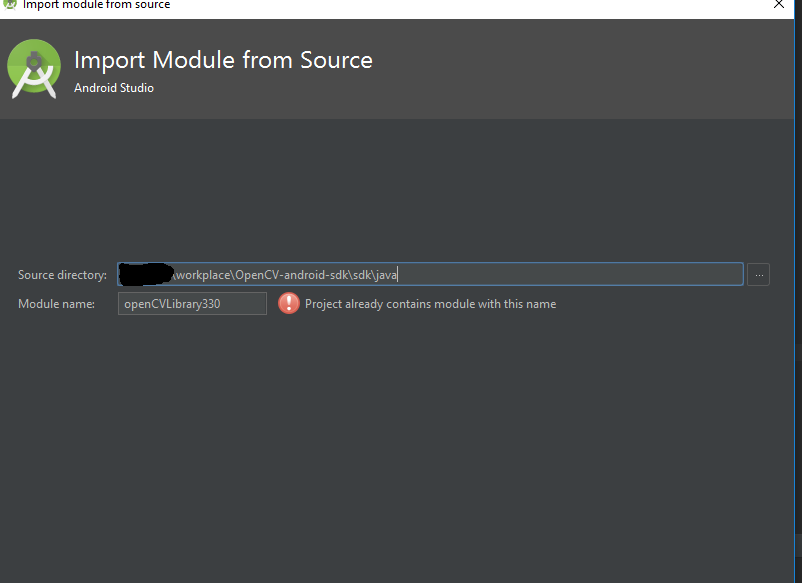 Import module from source
Import Module from Source
Android Studio
Source directory: \workplace\OpenCV-android-sdk\sdk\java ...
Module name: openCVLibrary330 Project already contains module with this name